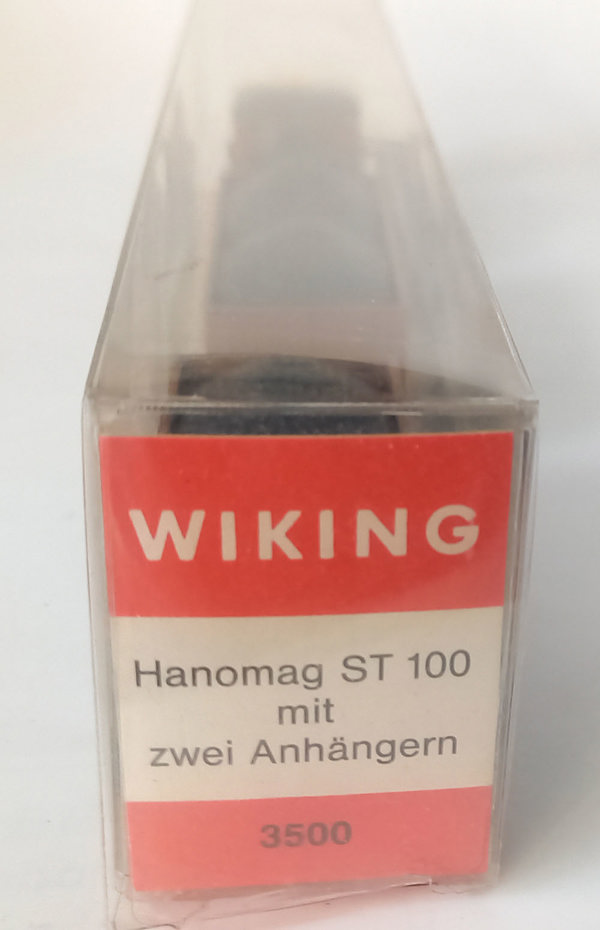 WIKING
Hanomag ST 100
mit
zwei Anhängern
3500